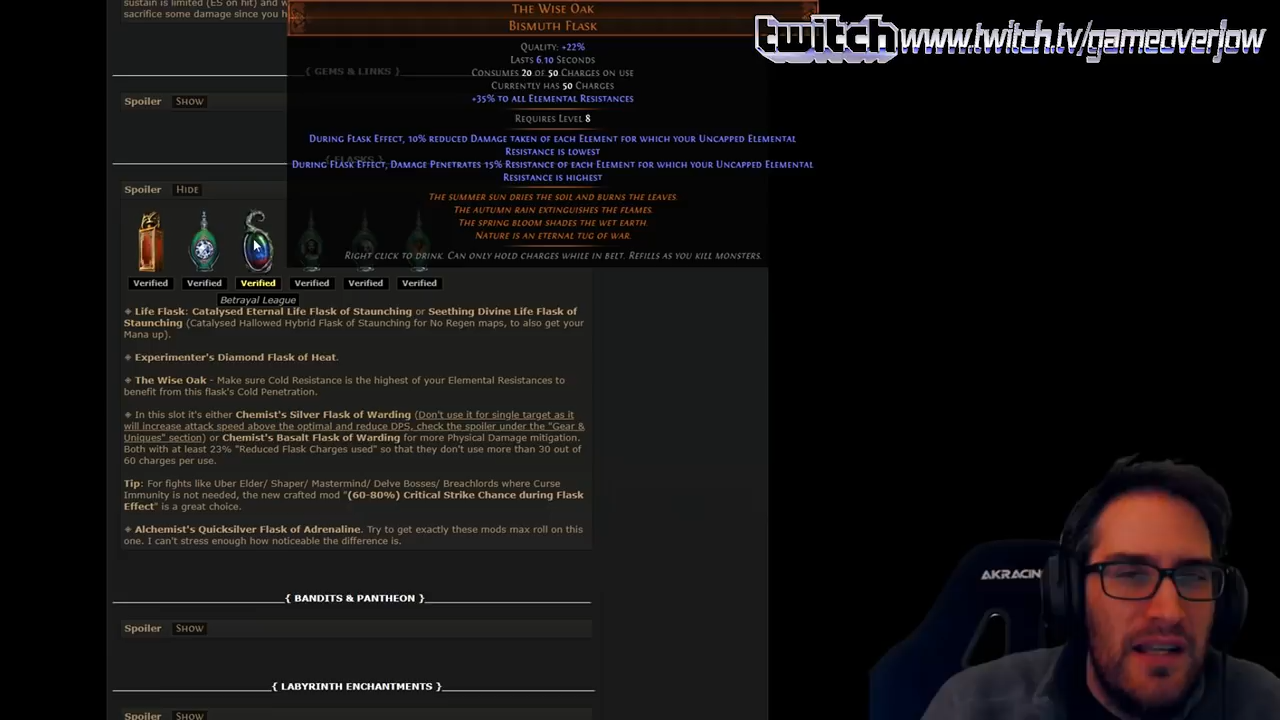 sustain is limited (ES on hit) and w
sacrifice some damage since you h
THE WISE OAK
BISMUTH FLASK
QUALITY: +22%
LASTS 6.10 SECONDS
CONSUMES 20 OF 50 CHARGES ON USE
CURRENTLY HAS 50 CHARGES
+35% TO ALL ELEMENTAL RESISTANCES
REQUIRES LEVEL 8
DURING FLASK EFFECT, 10% REDUCED DAMAGE TAKEN OF EACH ELEMENT FOR WHICH YOUR UNCAPPED ELEMENTAL
RESISTANCE IS LOWEST
DURING FLASK EFFECT, DAMAGE PENETRATES 15% RESISTANCE OF EACH ELEMENT FOR WHICH YOUR UNCAPPED ELEMENTAL
RESISTANCE IS HIGHEST
THE SUMMER SUN DRIES THE SOIL AND BURNS THE LEAVES.
THE AUTUMN RAIN EXTINGUISHES THE FLAMES.
THE SPRING BLOOM SHADES THE WET EARTH.
NATURE IS AN ETERNAL TUG OF WAR.
RIGHT CLICK TO DRINK. CAN ONLY HOLD CHARGES WHILE IN BELT. REFILLS AS YOU KILL MONSTERS.
twitch www.twitch.tv/gameoverjow
{ GEMS & LINKS }
Spoiler SHOW
{ FLASKS }
Spoiler HIDE
Verified Verified Verified Verified Verified Verified
Betrayal League
Life Flask: Catalysed Eternal Life Flask of Staunching or Seething Divine Life Flask of
Staunching (Catalysed Hallowed Hybrid Flask of Staunching for No Regen maps, to also get your
Mana up).
Experimenter's Diamond Flask of Heat.
The Wise Oak - Make sure Cold Resistance is the highest of your Elemental Resistances to
benefit from this flask's Cold Penetration.
In this slot it's either Chemist's Silver Flask of Warding (Don't use it for single target as it
will increase attack speed above the optimal and reduce DPS, check the spoiler under the "Gear &
Uniques" section) or Chemist's Basalt Flask of Warding for more Physical Damage mitigation.
Both with at least 23% "Reduced Flask Charges used" so that they don't use more than 30 out of
60 charges per use.
Tip: For fights like Uber Elder/ Shaper/ Mastermind/ Delve Bosses/ Breachlords where Curse
Immunity is not needed, the new crafted mod "(60-80%) Critical Strike Chance during Flask
Effect" is a great choice.
Alchemist's Quicksilver Flask of Adrenaline. Try to get exactly these mods max roll on this
one. I can't stress enough how noticeable the difference is.
{ BANDITS & PANTHEON }
Spoiler SHOW
{ LABYRINTH ENCHANTMENTS }
Spoiler SHOW
AKRACIN